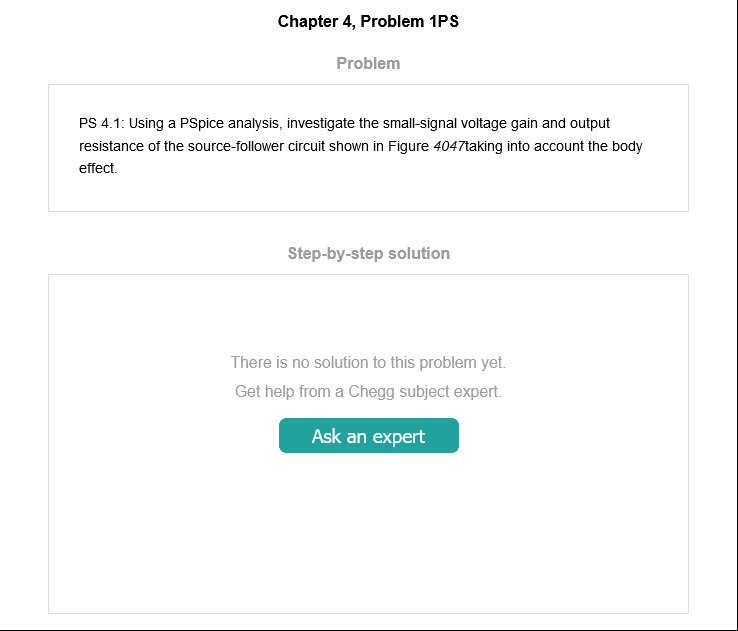 Chapter 4, Problem 1PS
Problem
PS 4.1: Using a PSpice analysis, investigate the small-signal voltage gain and output
resistance of the source-follower circuit shown in Figure 4047taking into account the body
effect.
Step-by-step solution
There is no solution to this problem yet.
Get help from a Chegg subject expert.
Ask an expert